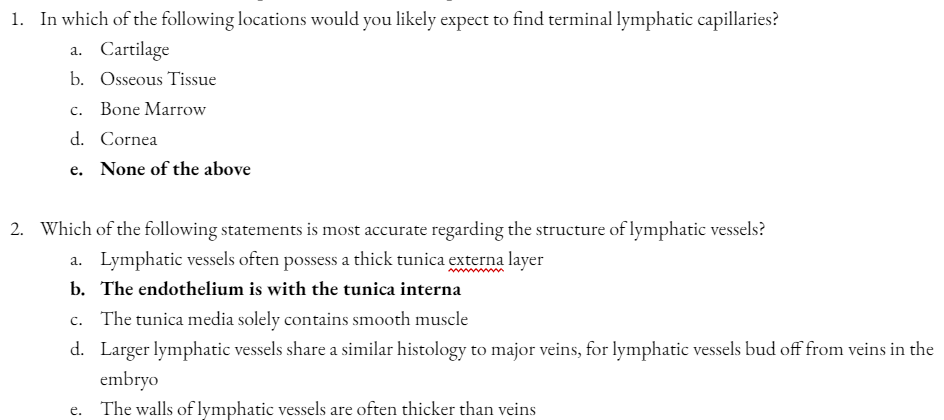 1. In which of the following locations would you likely expect to find terminal lymphatic capillaries?
a. Cartilage
b. Osseous Tissue
c. Bone Marrow
d. Cornea
e. None of the above
2. Which of the following statements is most accurate regarding the structure of lymphatic vessels?
a. Lymphatic vessels often possess a thick tunica externa layer
b. The endothelium is with the tunica interna
c. The tunica media solely contains smooth muscle
d. Larger lymphatic vessels share a similar histology to major veins, for lymphatic vessels bud off from veins in the
embryo
e. The walls of lymphatic vessels are often thicker than veins